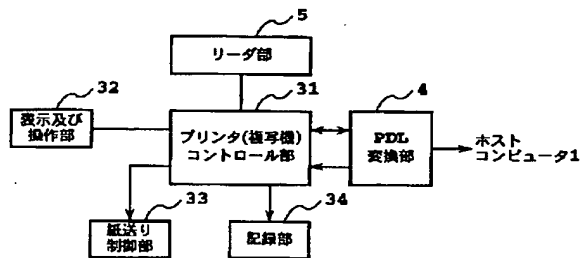 5
リーダ部
31
32
4
表示及び
操作部
プリンタ(複写機)
コントロール部
PDL
変換部
ホスト
コンピュータ1
33
34
紙送り
制御部
記録部